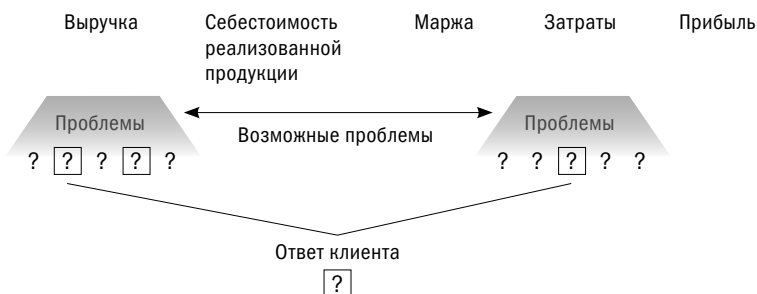 Выручка Себестоимость реализованной продукции Маржа Затраты Прибыль
Проблемы Проблемы
Возможные проблемы
? ? ? ? ? ? ? ? ? ?
Ответ клиента
?